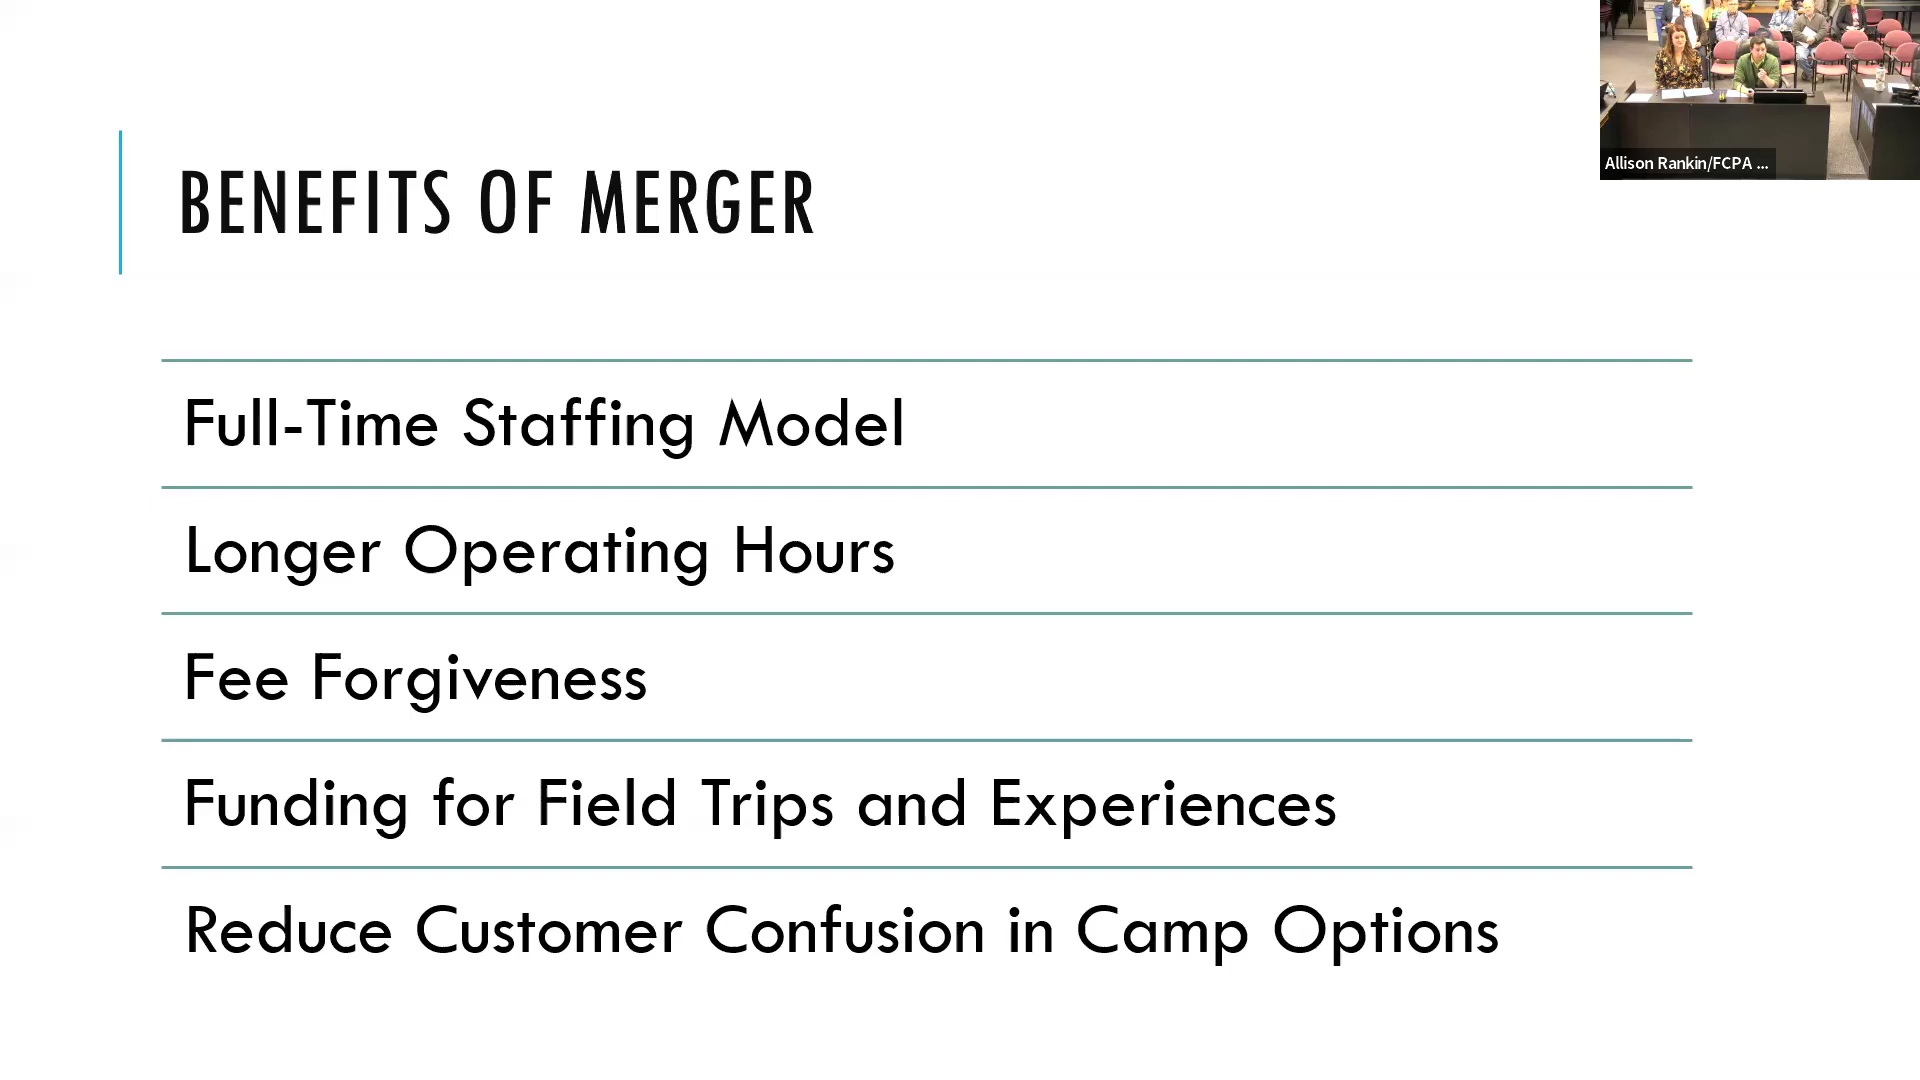 Allison Rankin/FCPA ...
BENEFITS OF MERGER
Full-Time Staffing Model
Longer Operating Hours
Fee Forgiveness
Funding for Field Trips and Experiences
Reduce Customer Confusion in Camp Options